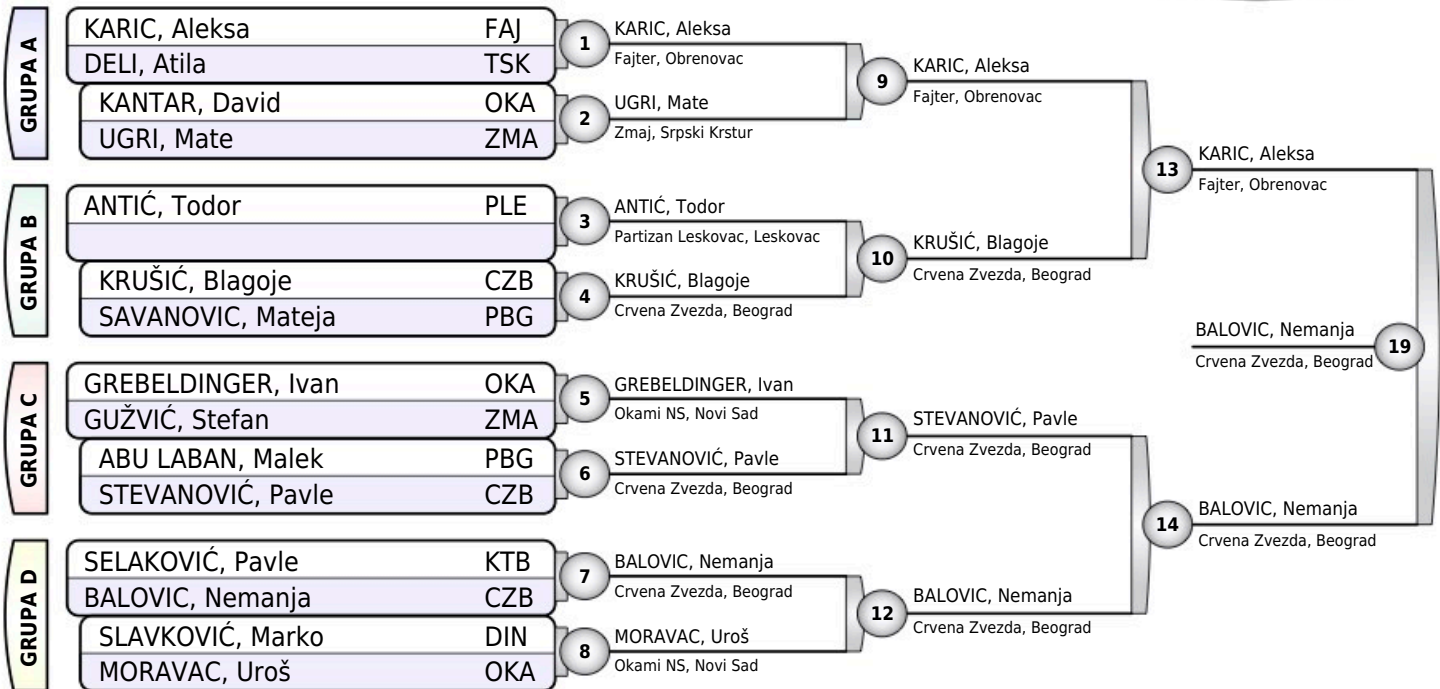 GRUPA A
KARIC, Aleksa FAJ
DELI, Atila TSK
KANTAR, David OKA
UGRI, Mate ZMA
GRUPA B
ANTIĆ, Todor PLE
KRUŠIĆ, Blagoje CZB
SAVANOVIC, Mateja PBG
GRUPA C
GREBELDINGER, Ivan OKA
GUŽVIĆ, Stefan ZMA
ABU LABAN, Malek PBG
STEVANOVIĆ, Pavle CZB
GRUPA D
SELAKOVIĆ, Pavle KTB
BALOVIC, Nemanja CZB
SLAVKOVIĆ, Marko DIN
MORAVAC, Uroš OKA
1
KARIC, Aleksa
Fajter, Obrenovac
2
UGRI, Mate
Zmaj, Srpski Krstur
3
ANTIĆ, Todor
Partizan Leskovac, Leskovac
4
KRUŠIĆ, Blagoje
Crvena Zvezda, Beograd
5
GREBELDINGER, Ivan
Okami NS, Novi Sad
6
STEVANOVIĆ, Pavle
Crvena Zvezda, Beograd
7
BALOVIC, Nemanja
Crvena Zvezda, Beograd
8
MORAVAC, Uroš
Okami NS, Novi Sad
9
KARIC, Aleksa
Fajter, Obrenovac
10
KRUŠIĆ, Blagoje
Crvena Zvezda, Beograd
11
STEVANOVIĆ, Pavle
Crvena Zvezda, Beograd
12
BALOVIC, Nemanja
Crvena Zvezda, Beograd
13
KARIC, Aleksa
Fajter, Obrenovac
14
BALOVIC, Nemanja
Crvena Zvezda, Beograd
BALOVIC, Nemanja
Crvena Zvezda, Beograd
19